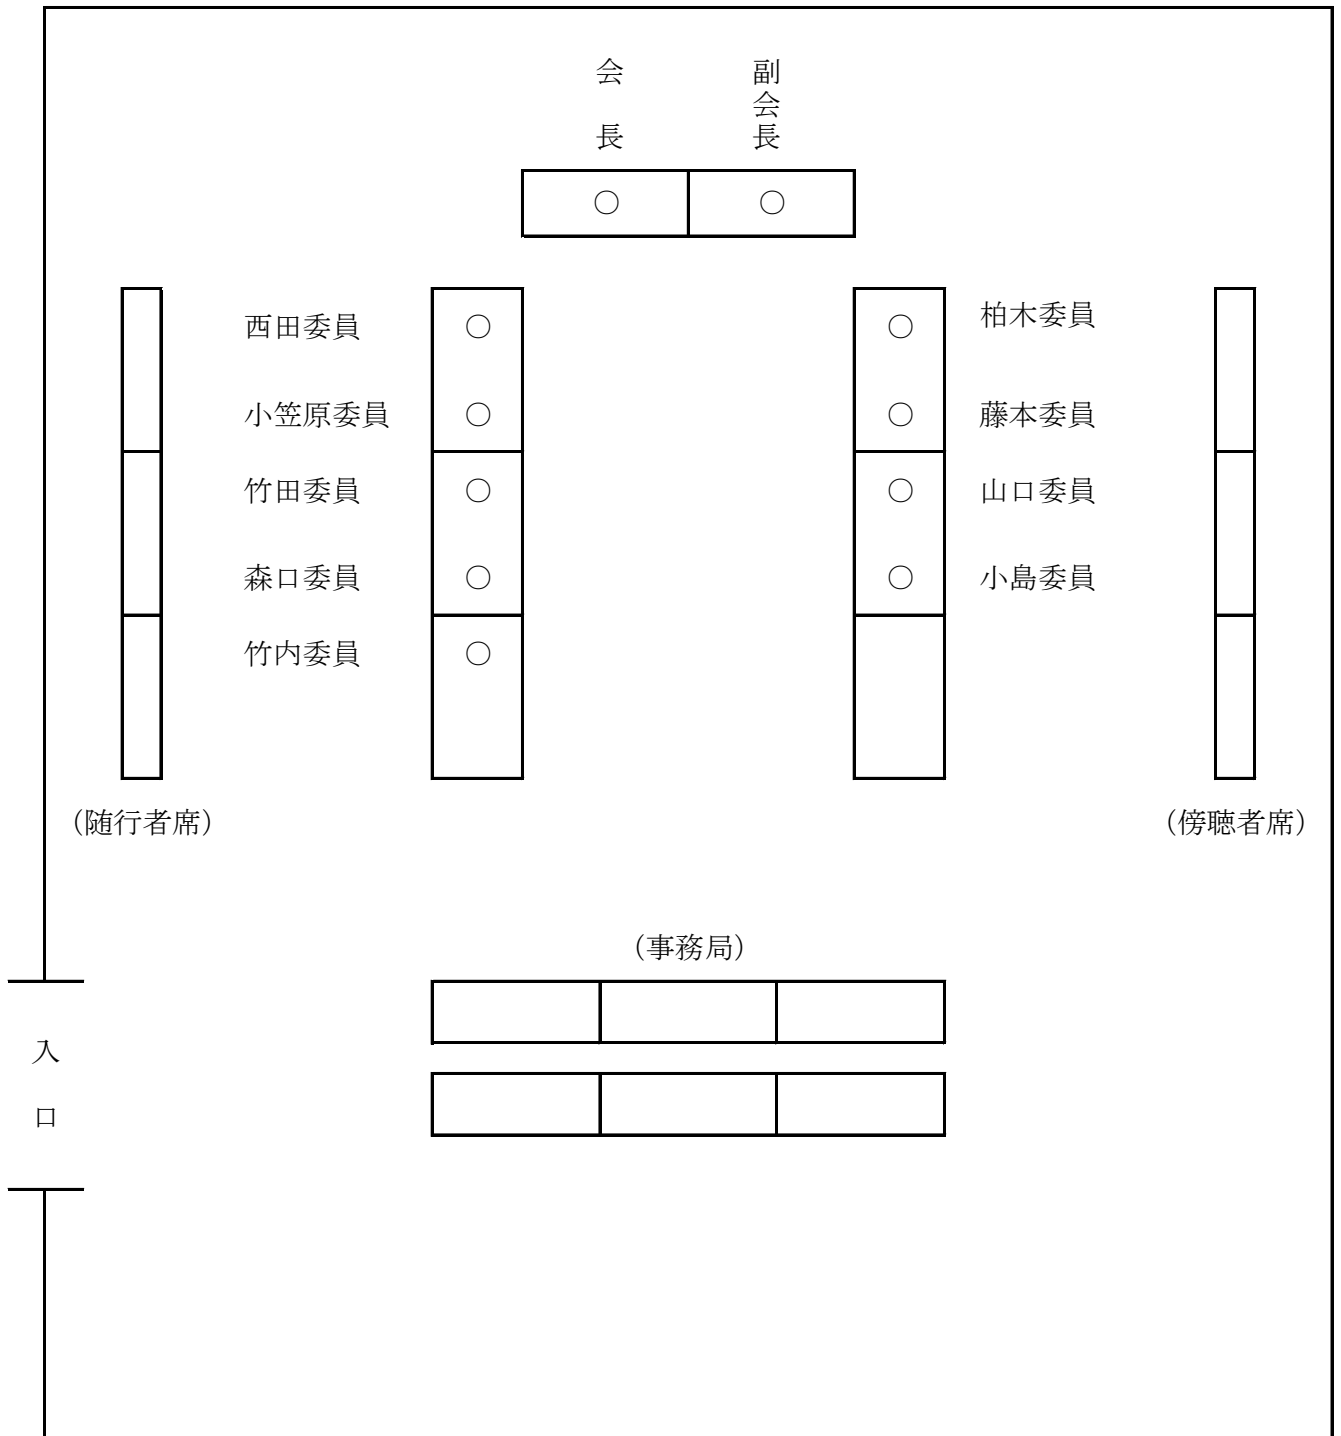 会長
副会長
○ ○
西田委員 ○ ○ 柏木委員
小笠原委員 ○ ○ 藤本委員
竹田委員 ○ ○ 山口委員
森口委員 ○ ○ 小島委員
竹内委員 ○
（随行者席） （傍聴者席）
（事務局）
入口